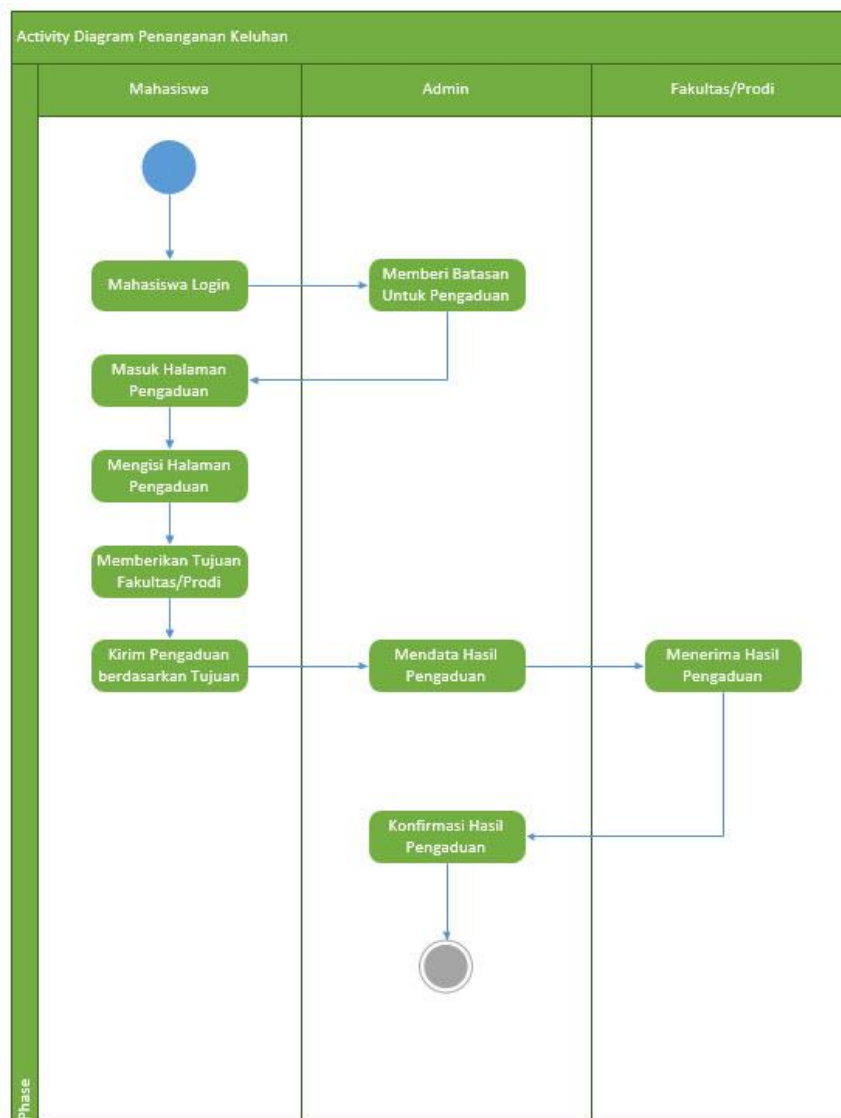 Activity Diagram Penanganan Keluhan
Mahasiswa
Admin
Fakultas/Prodi
Mahasiswa Login
Memberi Batasan
Untuk Pengaduan
Masuk Halaman
Pengaduan
Mengisi Halaman
Pengaduan
Memberikan Tujuan
Fakultas/Prodi
Kirim Pengaduan
berdasarkan Tujuan
Mendata Hasil
Pengaduan
Menerima Hasil
Pengaduan
Konfirmasi Hasil
Pengaduan
Phase